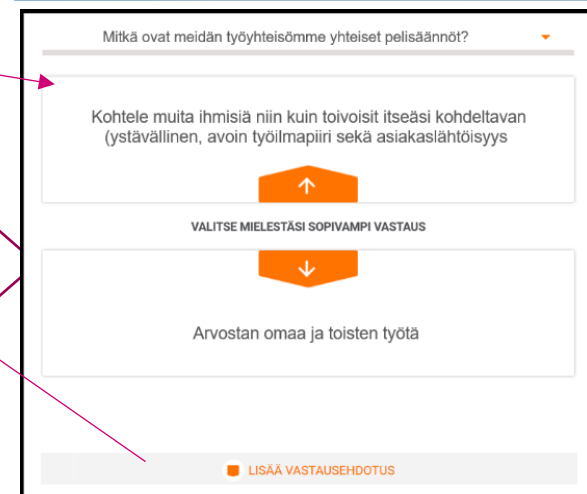 Mitkä ovat meidän työyhteisömme yhteiset pelisäännöt?
Kohtele muita ihmisiä niin kuin toivoisit itseäsi kohdeltavan
(ystävällinen, avoin työilmapiiri sekä asiakaslähtöisyys
VALITSE MIELESTÄSI SOPIVAMPI VASTAUS
Arvostan omaa ja toisten työtä
LISÄÄ VASTAUSEHDOTUS